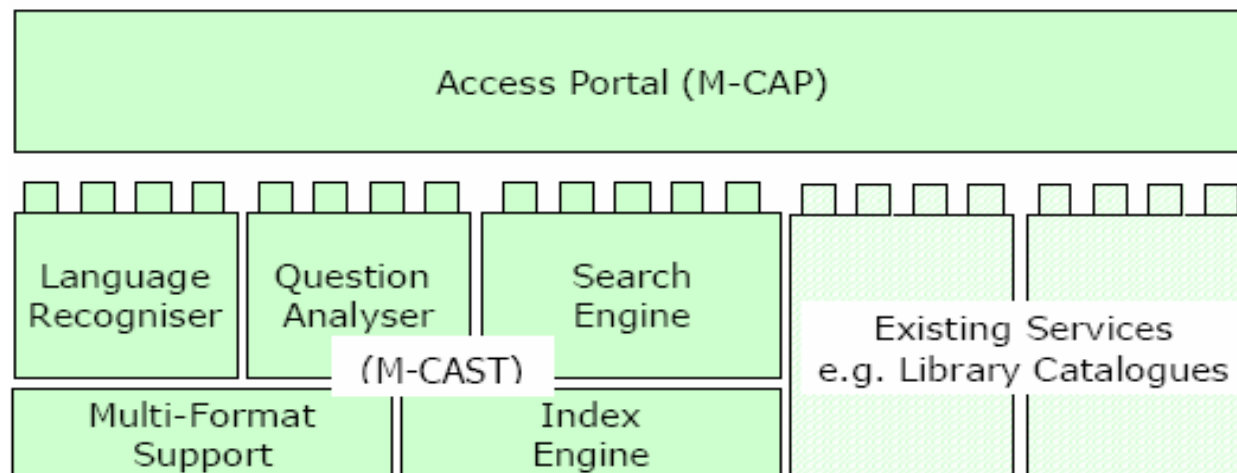 Access Portal (M-CAP)
Language
Recogniser
Question
Analyser
Search
Engine
Existing Services
e.g. Library Catalogues
(M-CAST)
Multi-Format
Support
Index
Engine